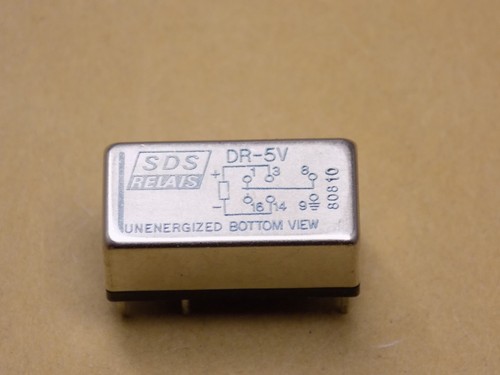 SDS
RELAIS
DR-5V
+
1 3 8
-
16 14 9
80810
UNENERGIZED BOTTOM VIEW